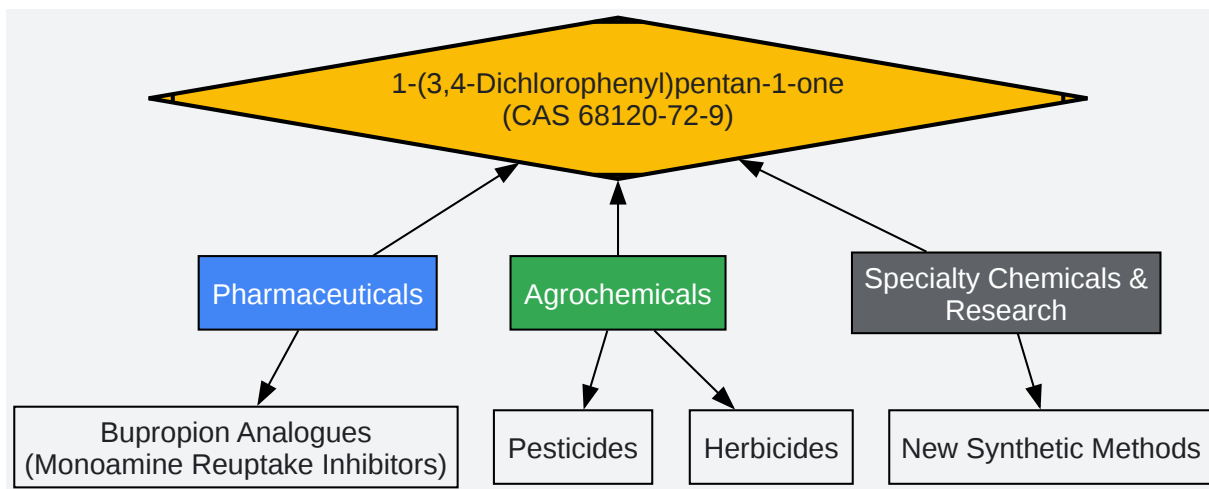 1-(3,4-Dichlorophenyl)pentan-1-one
(CAS 68120-72-9)
Pharmaceuticals
Agrochemicals
Specialty Chemicals &
Research
Bupropion Analogues
(Monoamine Reuptake Inhibitors)
Pesticides
Herbicides
New Synthetic Methods